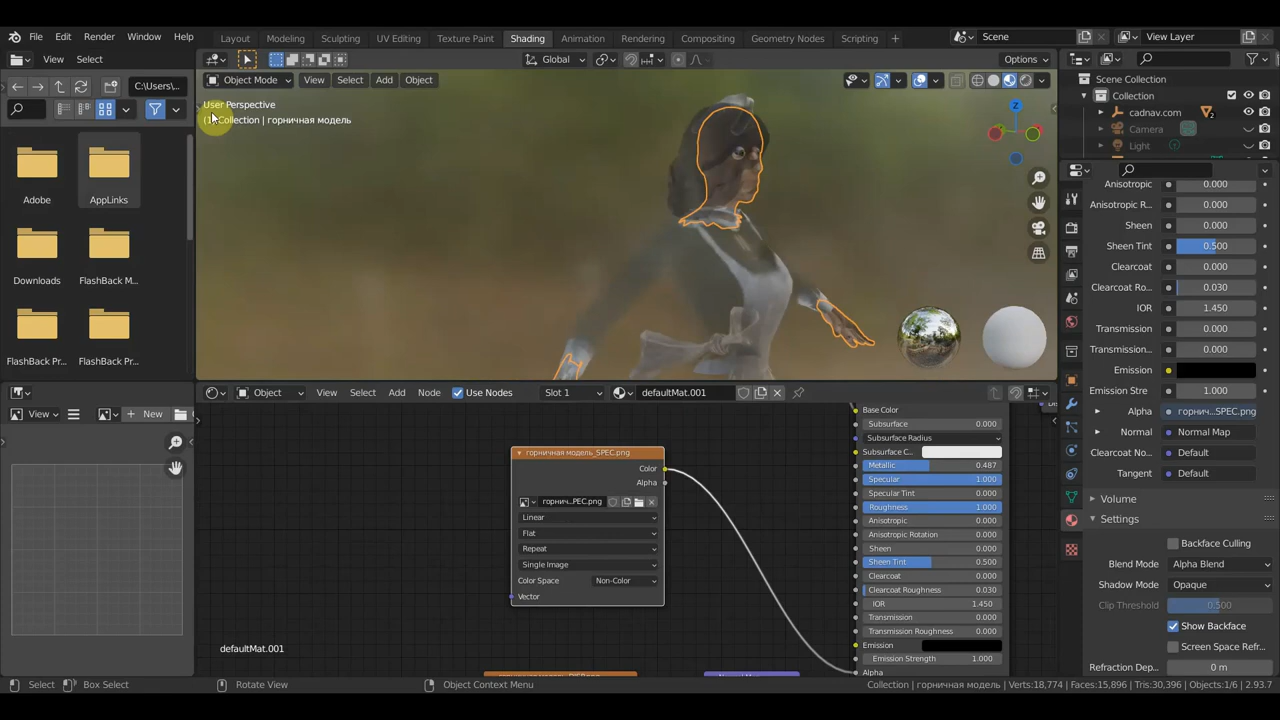 File Edit Render Window Help
Layout Modeling Sculpting UV Editing Texture Paint Shading Animation Rendering Compositing Geometry Nodes Scripting +
Scene
View Layer
View Select
Global
Options
C:\Users\...
Object Mode View Select Add Object
User Perspective
(1) Collection | горничная модель
Z
Adobe
AppLinks
Downloads
FlashBack M...
FlashBack Pr...
FlashBack Pr...
Scene Collection
Collection
cadnav.com
2
Camera
Light
Anisotropic 0.000
Anisotropic R... 0.000
Sheen 0.000
Sheen Tint 0.500
Clearcoat 0.000
Clearcoat Ro... 0.030
IOR 1.450
Transmission 0.000
Transmission... 0.000
Emission
Emission Stre 1.000
Alpha горнич...SPEC.png
Normal Normal Map
Clearcoat No... Default
Tangent Default
Volume
Settings
Backface Culling
Blend Mode Alpha Blend
Shadow Mode Opaque
Clip Threshold 0.500
Show Backface
Screen Space Refr...
Refraction Dep... 0 m
View New
Object View Select Add Node Use Nodes Slot 1 defaultMat.001
горничная модель_SPEC.png
Color
Alpha
горнич...PEC.png
Linear
Flat
Repeat
Single Image
Color Space Non-Color
Vector
Base Color
Subsurface 0.000
Subsurface Radius
Subsurface C...
Metallic 0.487
Specular 1.000
Specular Tint 0.000
Roughness 1.000
Anisotropic 0.000
Anisotropic Rotation 0.000
Sheen 0.000
Sheen Tint 0.500
Clearcoat 0.000
Clearcoat Roughness 0.030
IOR 1.450
Transmission 0.000
Transmission Roughness 0.000
Emission
Emission Strength 1.000
Alpha
defaultMat.001
Select Box Select Rotate View Object Context Menu
Collection | горничная модель | Verts:18,774 | Faces:15,896 | Tris:30,396 | Objects:1/6 | 2.93.7